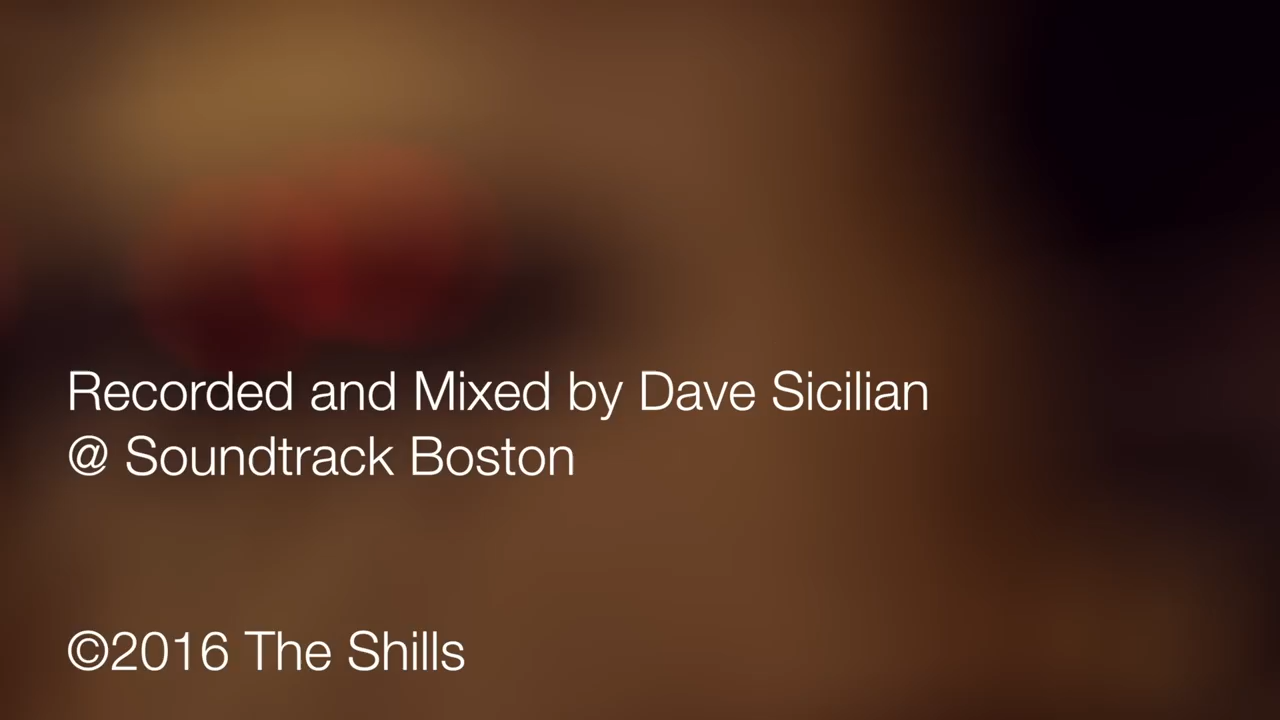 Recorded and Mixed by Dave Sicilian
@ Soundtrack Boston
©2016 The Shills